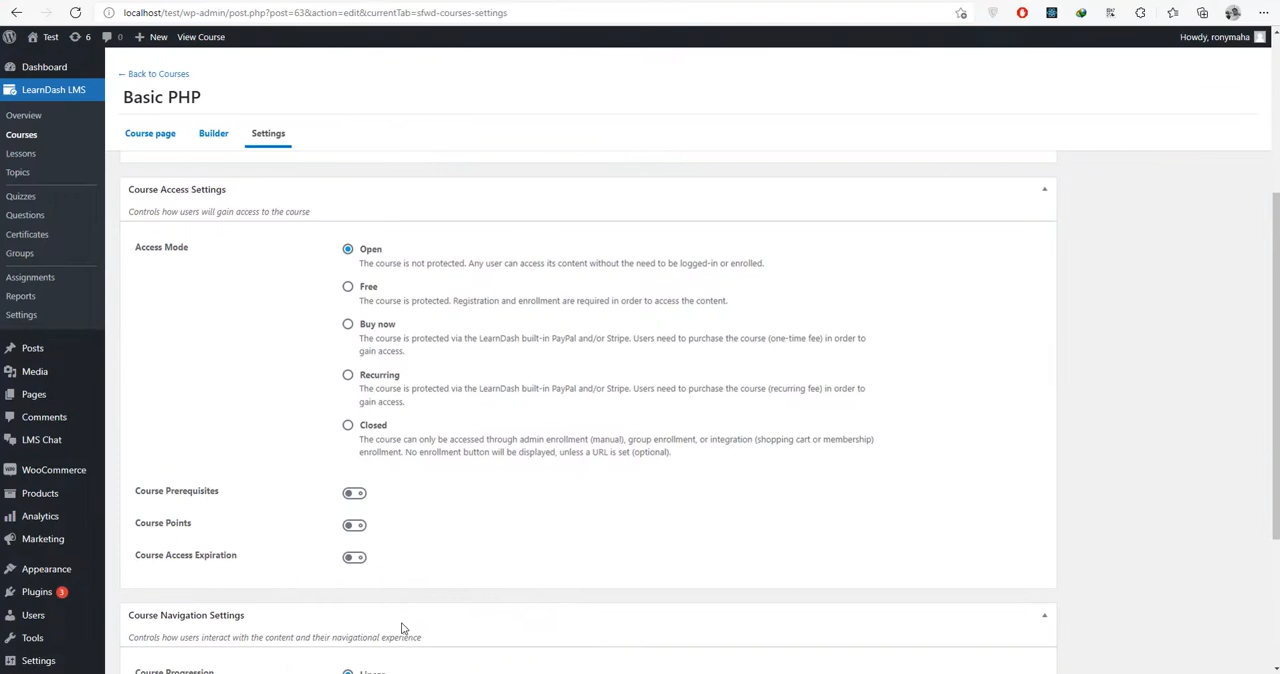 localhost/test/wp-admin/post.php?post=63&action=edit&currentTab=sfwd-courses-settings
Test
6
0
New
View Course
Howdy, ronymaha
Dashboard
LearnDash LMS
Overview
Courses
Lessons
Topics
Quizzes
Questions
Certificates
Groups
Assignments
Reports
Settings
Posts
Media
Pages
Comments
LMS Chat
WooCommerce
Products
Analytics
Marketing
Appearance
Plugins 3
Users
Tools
Settings
← Back to Courses
Basic PHP
Course page
Builder
Settings
Course Access Settings
Controls how users will gain access to the course
Access Mode
Open
The course is not protected. Any user can access its content without the need to be logged-in or enrolled.
Free
The course is protected. Registration and enrollment are required in order to access the content.
Buy now
The course is protected via the LearnDash built-in PayPal and/or Stripe. Users need to purchase the course (one-time fee) in order to
gain access.
Recurring
The course is protected via the LearnDash built-in PayPal and/or Stripe. Users need to purchase the course (recurring fee) in order to
gain access.
Closed
The course can only be accessed through admin enrollment (manual), group enrollment, or integration (shopping cart or membership)
enrollment. No enrollment button will be displayed, unless a URL is set (optional).
Course Prerequisites
Course Points
Course Access Expiration
Course Navigation Settings
Controls how users interact with the content and their navigational experience
Course Progression
Linear